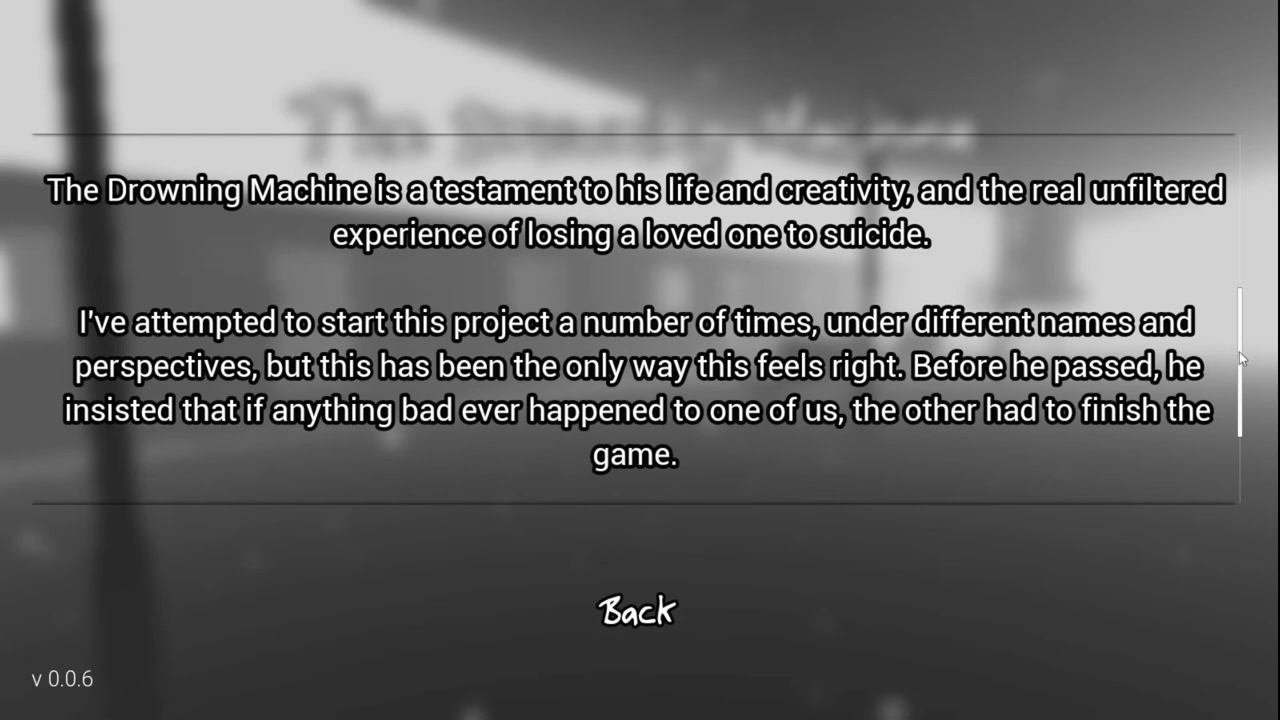 The Drowning Machine
The Drowning Machine is a testament to his life and creativity, and the real unfiltered
experience of losing a loved one to suicide.
I've attempted to start this project a number of times, under different names and
perspectives, but this has been the only way this feels right. Before he passed, he
insisted that if anything bad ever happened to one of us, the other had to finish the
game.
Back
v 0.0.6